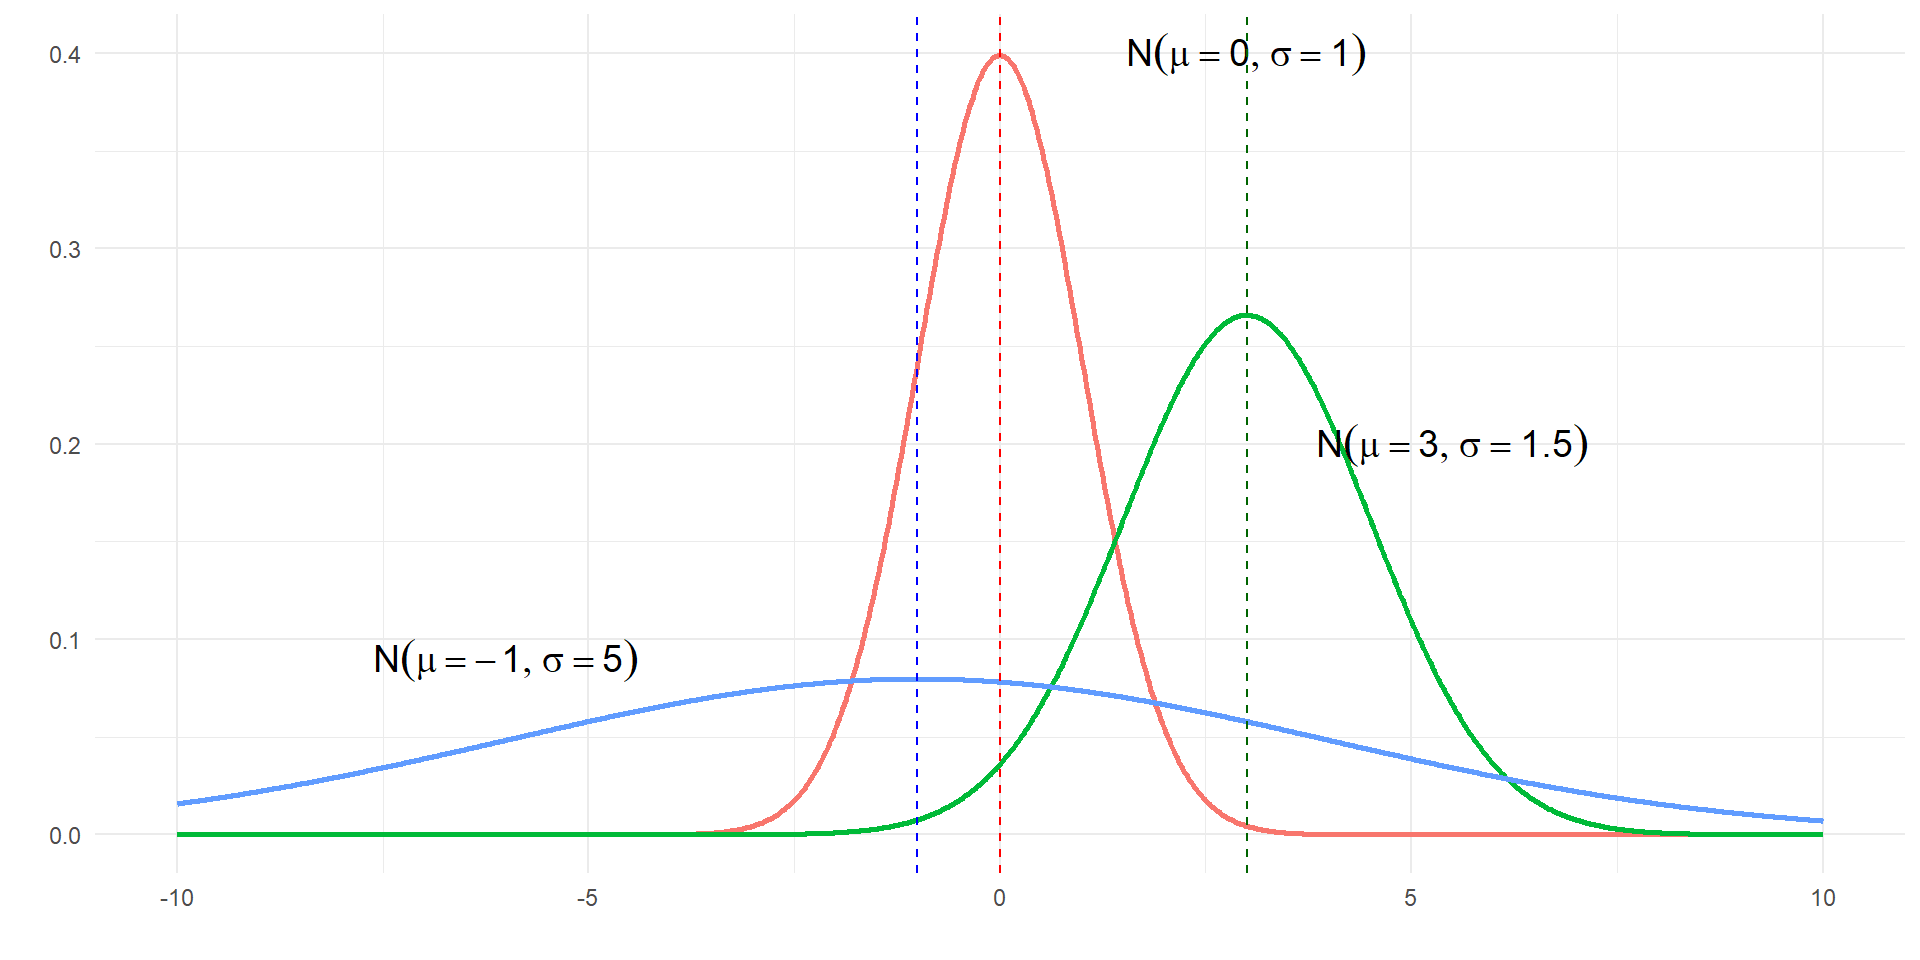 0.4
N(μ = 0, σ = 1)
0.3
0.2
N(μ = 3, σ = 1.5)
0.1
N(μ = − 1, σ = 5)
0.0
-10 -5 0 5 10